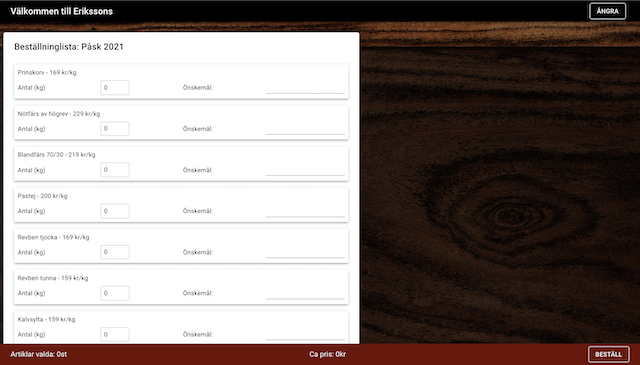 Välkommen till Erikssons
ÅNGRA
Beställninglista: Påsk 2021
Prinskorv - 169 kr/kg
Antal (kg) 0 Önskemål:
Nötfärs av högrev - 229 kr/kg
Antal (kg) 0 Önskemål:
Blandfärs 70/30 - 219 kr/kg
Antal (kg) 0 Önskemål:
Pastej - 200 kr/kg
Antal (kg) 0 Önskemål:
Revben tjocka - 169 kr/kg
Antal (kg) 0 Önskemål:
Revben tunna - 159 kr/kg
Antal (kg) 0 Önskemål:
Kalvsylta - 159 kr/kg
Antal (kg) 0 Önskemål:
Artiklar valda: 0st Ca pris: 0kr BESTÄLL